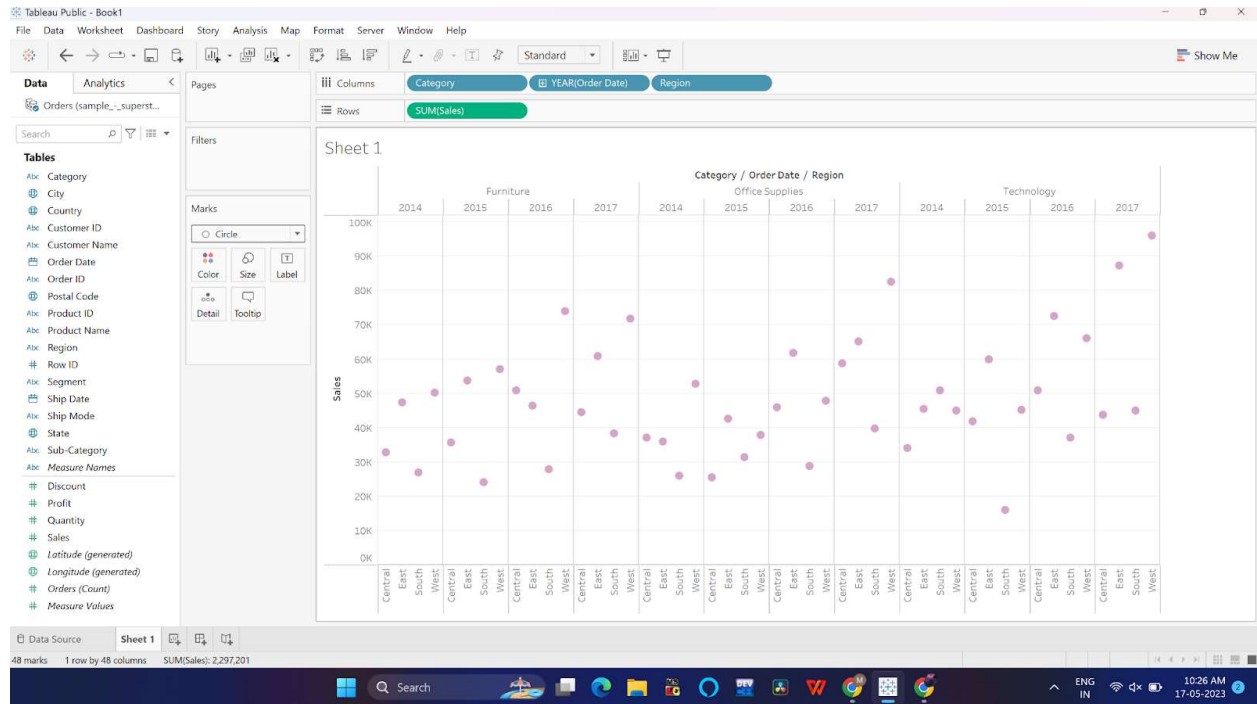 Tableau Public - Book1
File Data Worksheet Dashboard Story Analysis Map Format Server Window Help
Standard
Show Me
Data Analytics
Orders (sample_-_superst...
Search
Tables
Abc Category
City
Country
Abc Customer ID
Abc Customer Name
Order Date
Abc Order ID
Postal Code
Abc Product ID
Abc Product Name
Abc Region
# Row ID
Abc Segment
Ship Date
Abc Ship Mode
State
Abc Sub-Category
Abc Measure Names
# Discount
# Profit
# Quantity
# Sales
Latitude (generated)
Longitude (generated)
# Orders (Count)
# Measure Values
Pages
Filters
Marks
Circle
Color Size Label
Detail Tooltip
Columns Category YEAR(Order Date) Region
Rows SUM(Sales)
Sheet 1
Category / Order Date / Region
Furniture Office Supplies Technology
2014 2015 2016 2017 2014 2015 2016 2017 2014 2015 2016 2017
Sales
100K
90K
80K
70K
60K
50K
40K
30K
20K
10K
0K
Central East South West Central East South West Central East South West Central East South West Central East South West Central East South West Central East South West Central East South West Central East South West Central East South West Central East South West Central East South West
Data Source Sheet 1
48 marks 1 row by 48 columns SUM(Sales): 2,297,201
Search
DEV
ENG
IN
10:26 AM
17-05-2023
2